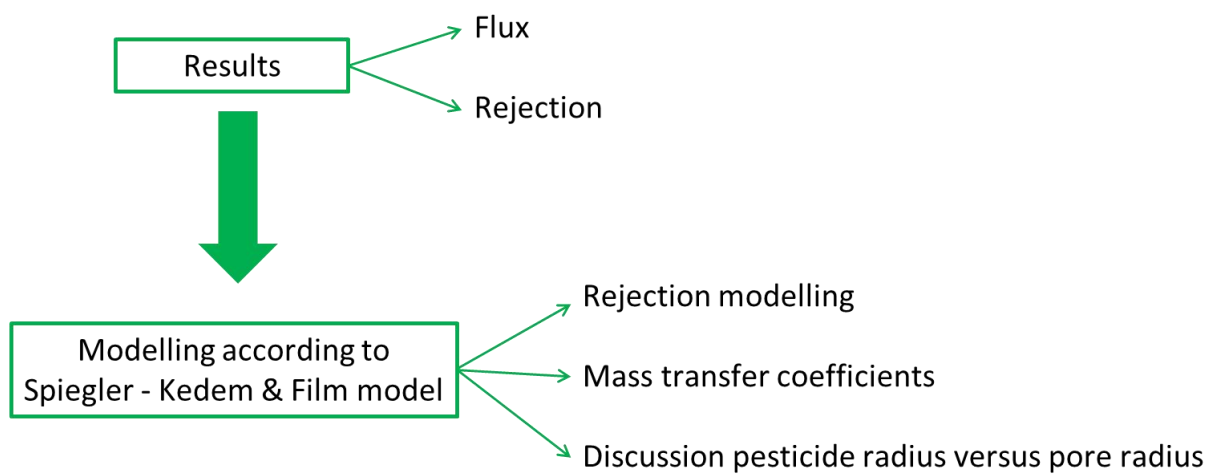 Flux
Results
Rejection
Rejection modelling
Modelling according to
Spiegler - Kedem & Film model
Mass transfer coefficients
Discussion pesticide radius versus pore radius